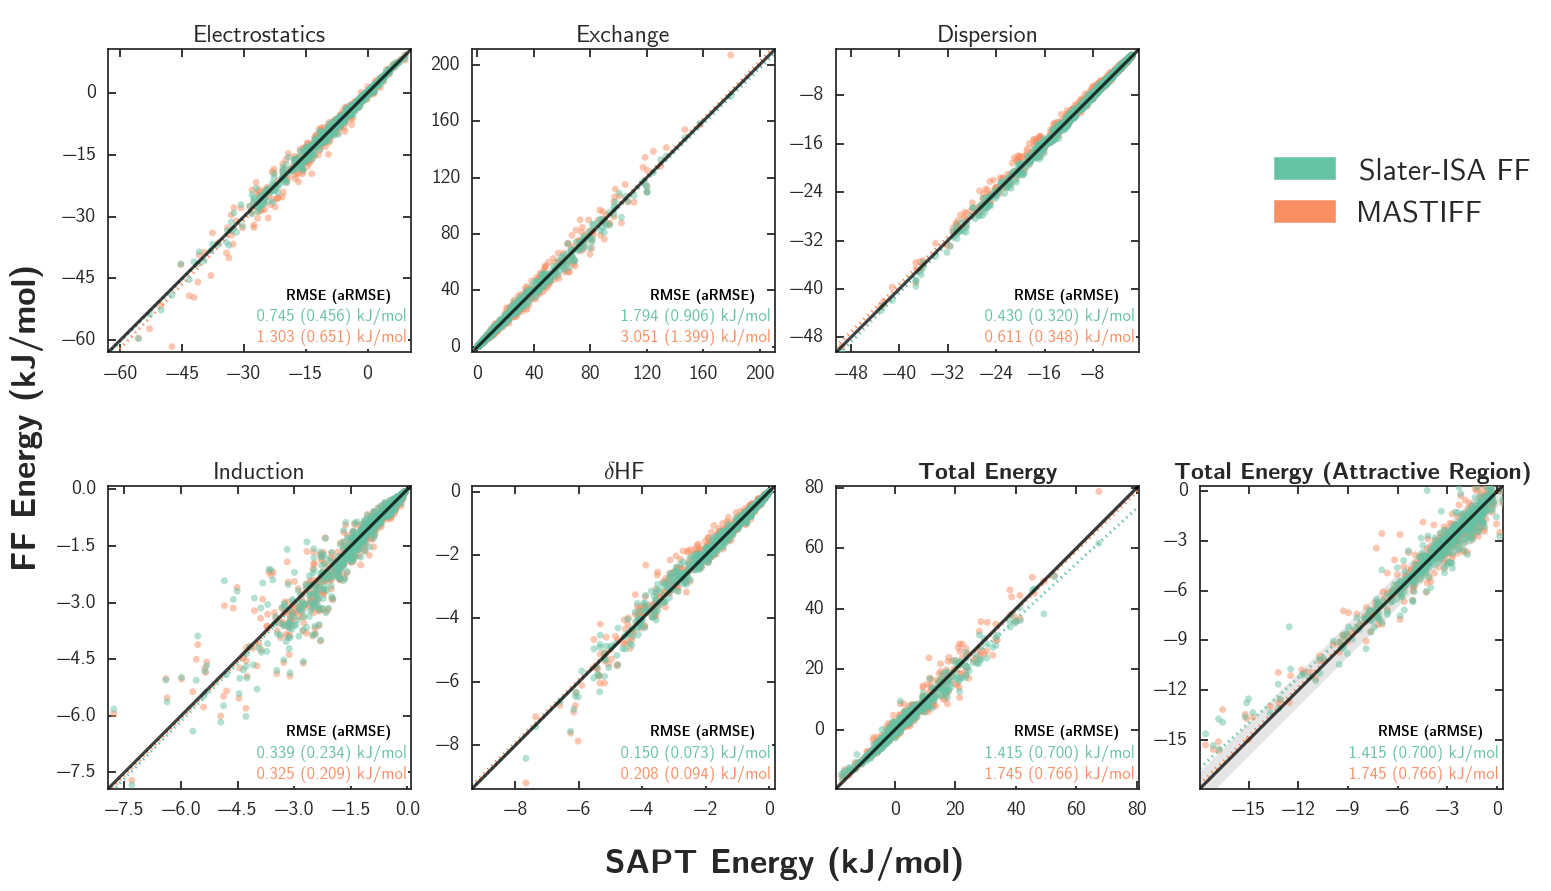 Electrostatics
0
−15
−30
−45
−60
−60 −45 −30 −15 0
RMSE (aRMSE)
0.745 (0.456) kJ/mol
1.303 (0.651) kJ/mol
Exchange
200
160
120
80
40
0
0 40 80 120 160 200
RMSE (aRMSE)
1.794 (0.906) kJ/mol
3.051 (1.399) kJ/mol
Dispersion
−8
−16
−24
−32
−40
−48
−48 −40 −32 −24 −16 −8
RMSE (aRMSE)
0.430 (0.320) kJ/mol
0.611 (0.348) kJ/mol
Slater-ISA FF
MASTIFF
FF Energy (kJ/mol)
Induction
0.0
−1.5
−3.0
−4.5
−6.0
−7.5
−7.5 −6.0 −4.5 −3.0 −1.5 0.0
RMSE (aRMSE)
0.339 (0.234) kJ/mol
0.325 (0.209) kJ/mol
δHF
0
−2
−4
−6
−8
−8 −6 −4 −2 0
RMSE (aRMSE)
0.150 (0.073) kJ/mol
0.208 (0.094) kJ/mol
Total Energy
80
60
40
20
0
0 20 40 60 80
RMSE (aRMSE)
1.415 (0.700) kJ/mol
1.745 (0.766) kJ/mol
Total Energy (Attractive Region)
0
−3
−6
−9
−12
−15
−15 −12 −9 −6 −3 0
RMSE (aRMSE)
1.415 (0.700) kJ/mol
1.745 (0.766) kJ/mol
SAPT Energy (kJ/mol)